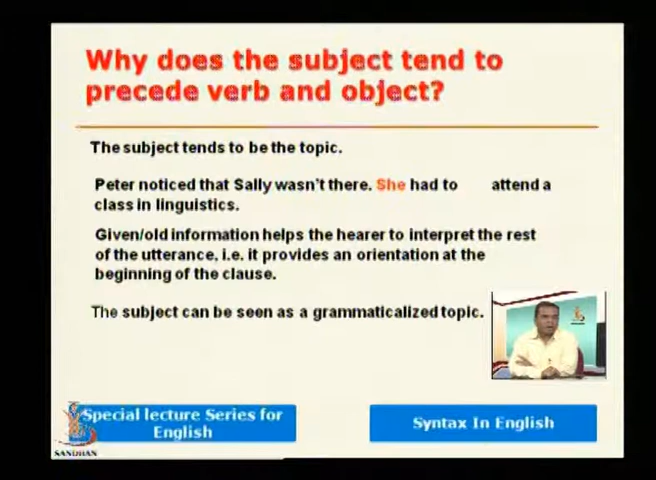 Why does the subject tend to
precede verb and object?
The subject tends to be the topic.
Peter noticed that Sally wasn't there. She had to attend a
class in linguistics.
Given/old information helps the hearer to interpret the rest
of the utterance, i.e. it provides an orientation at the
beginning of the clause.
The subject can be seen as a grammaticalized topic.
Special lecture Series for
English
Syntax In English
SANDHAN